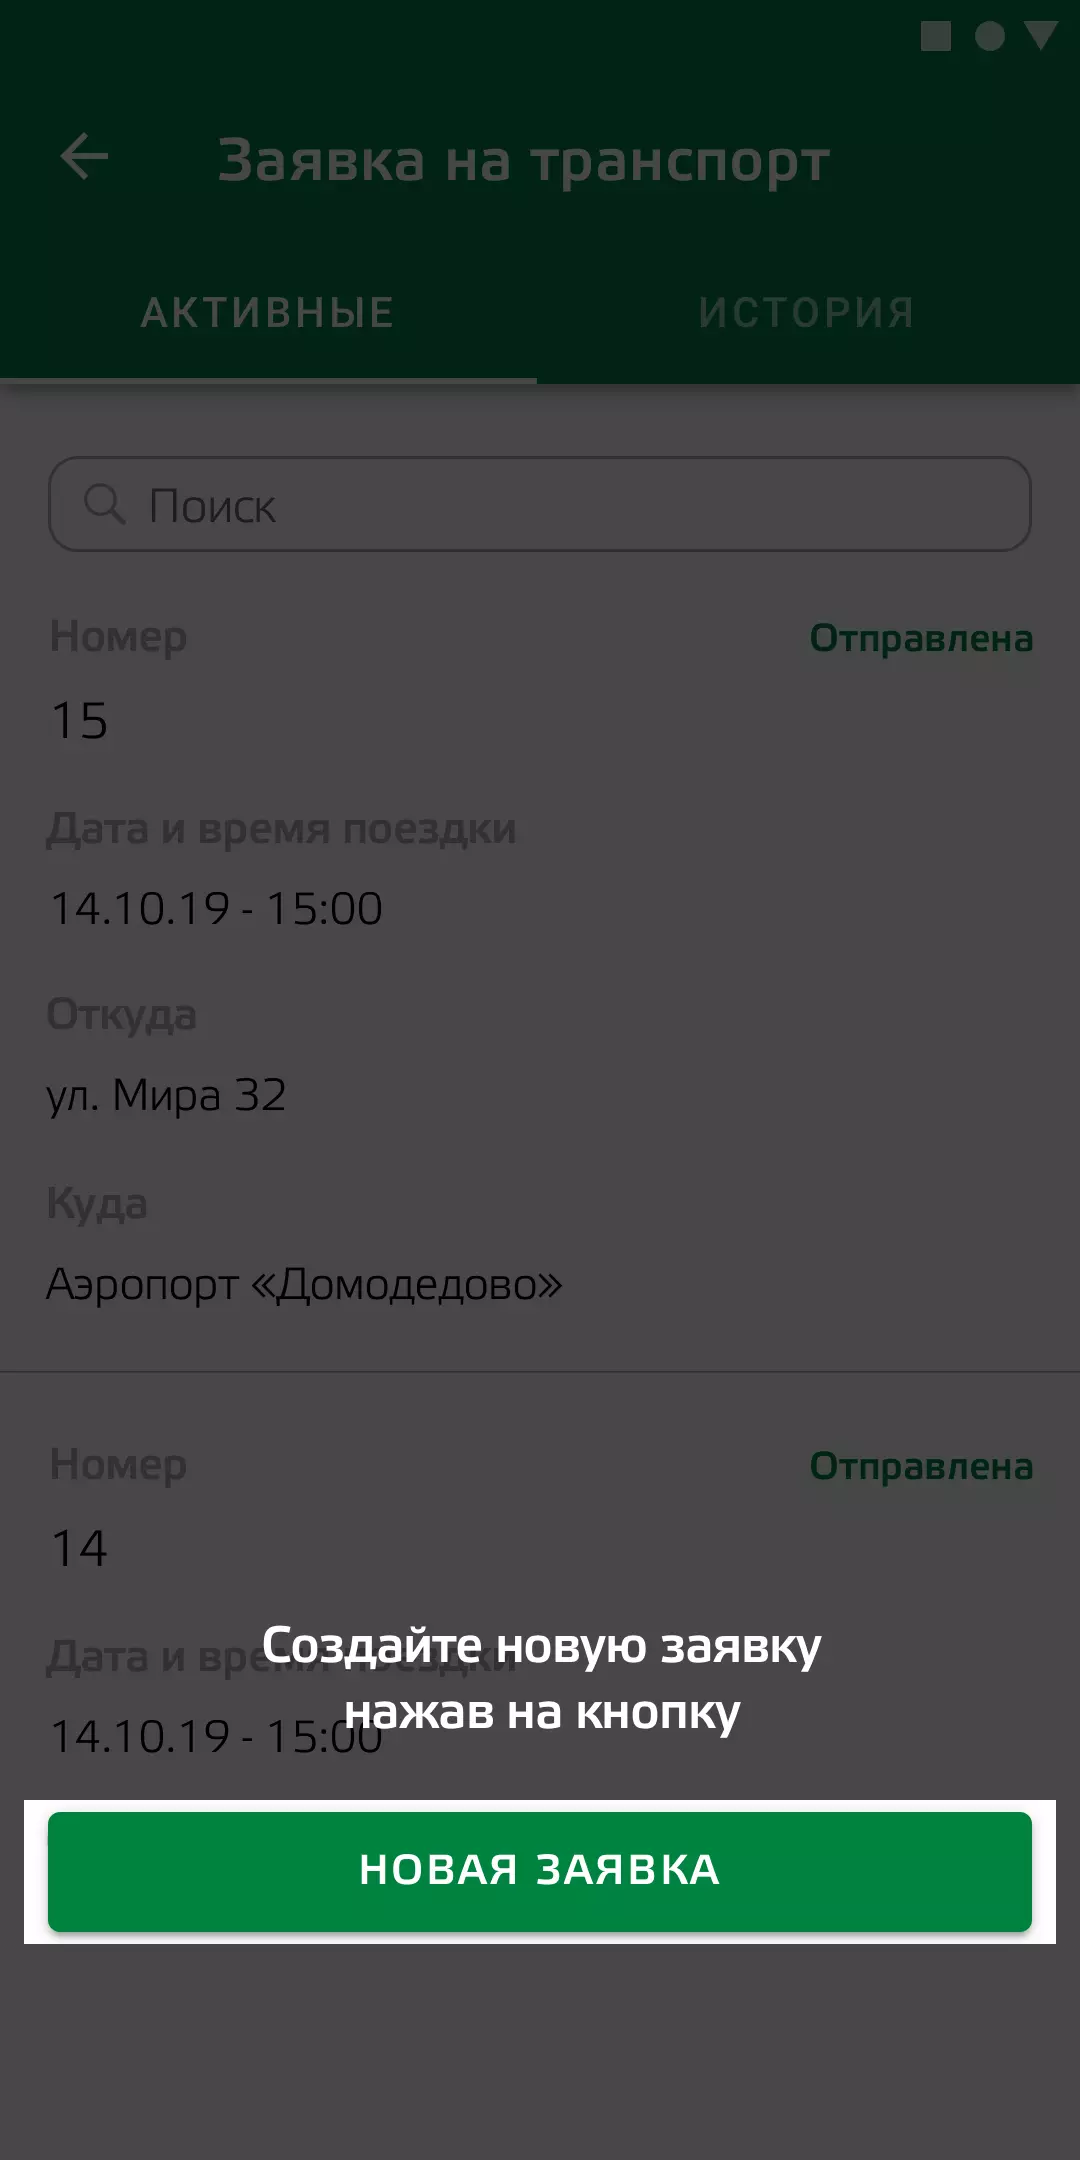 Заявка на транспорт
АКТИВНЫЕ
ИСТОРИЯ
Поиск
Номер
Отправлена
15
Дата и время поездки
14.10.19 - 15:00
Откуда
ул. Мира 32
Куда
Аэропорт «Домодедово»
Номер
Отправлена
14
Дата и время поездки
14.10.19 - 15:00
Создайте новую заявку
нажав на кнопку
НОВАЯ ЗАЯВКА